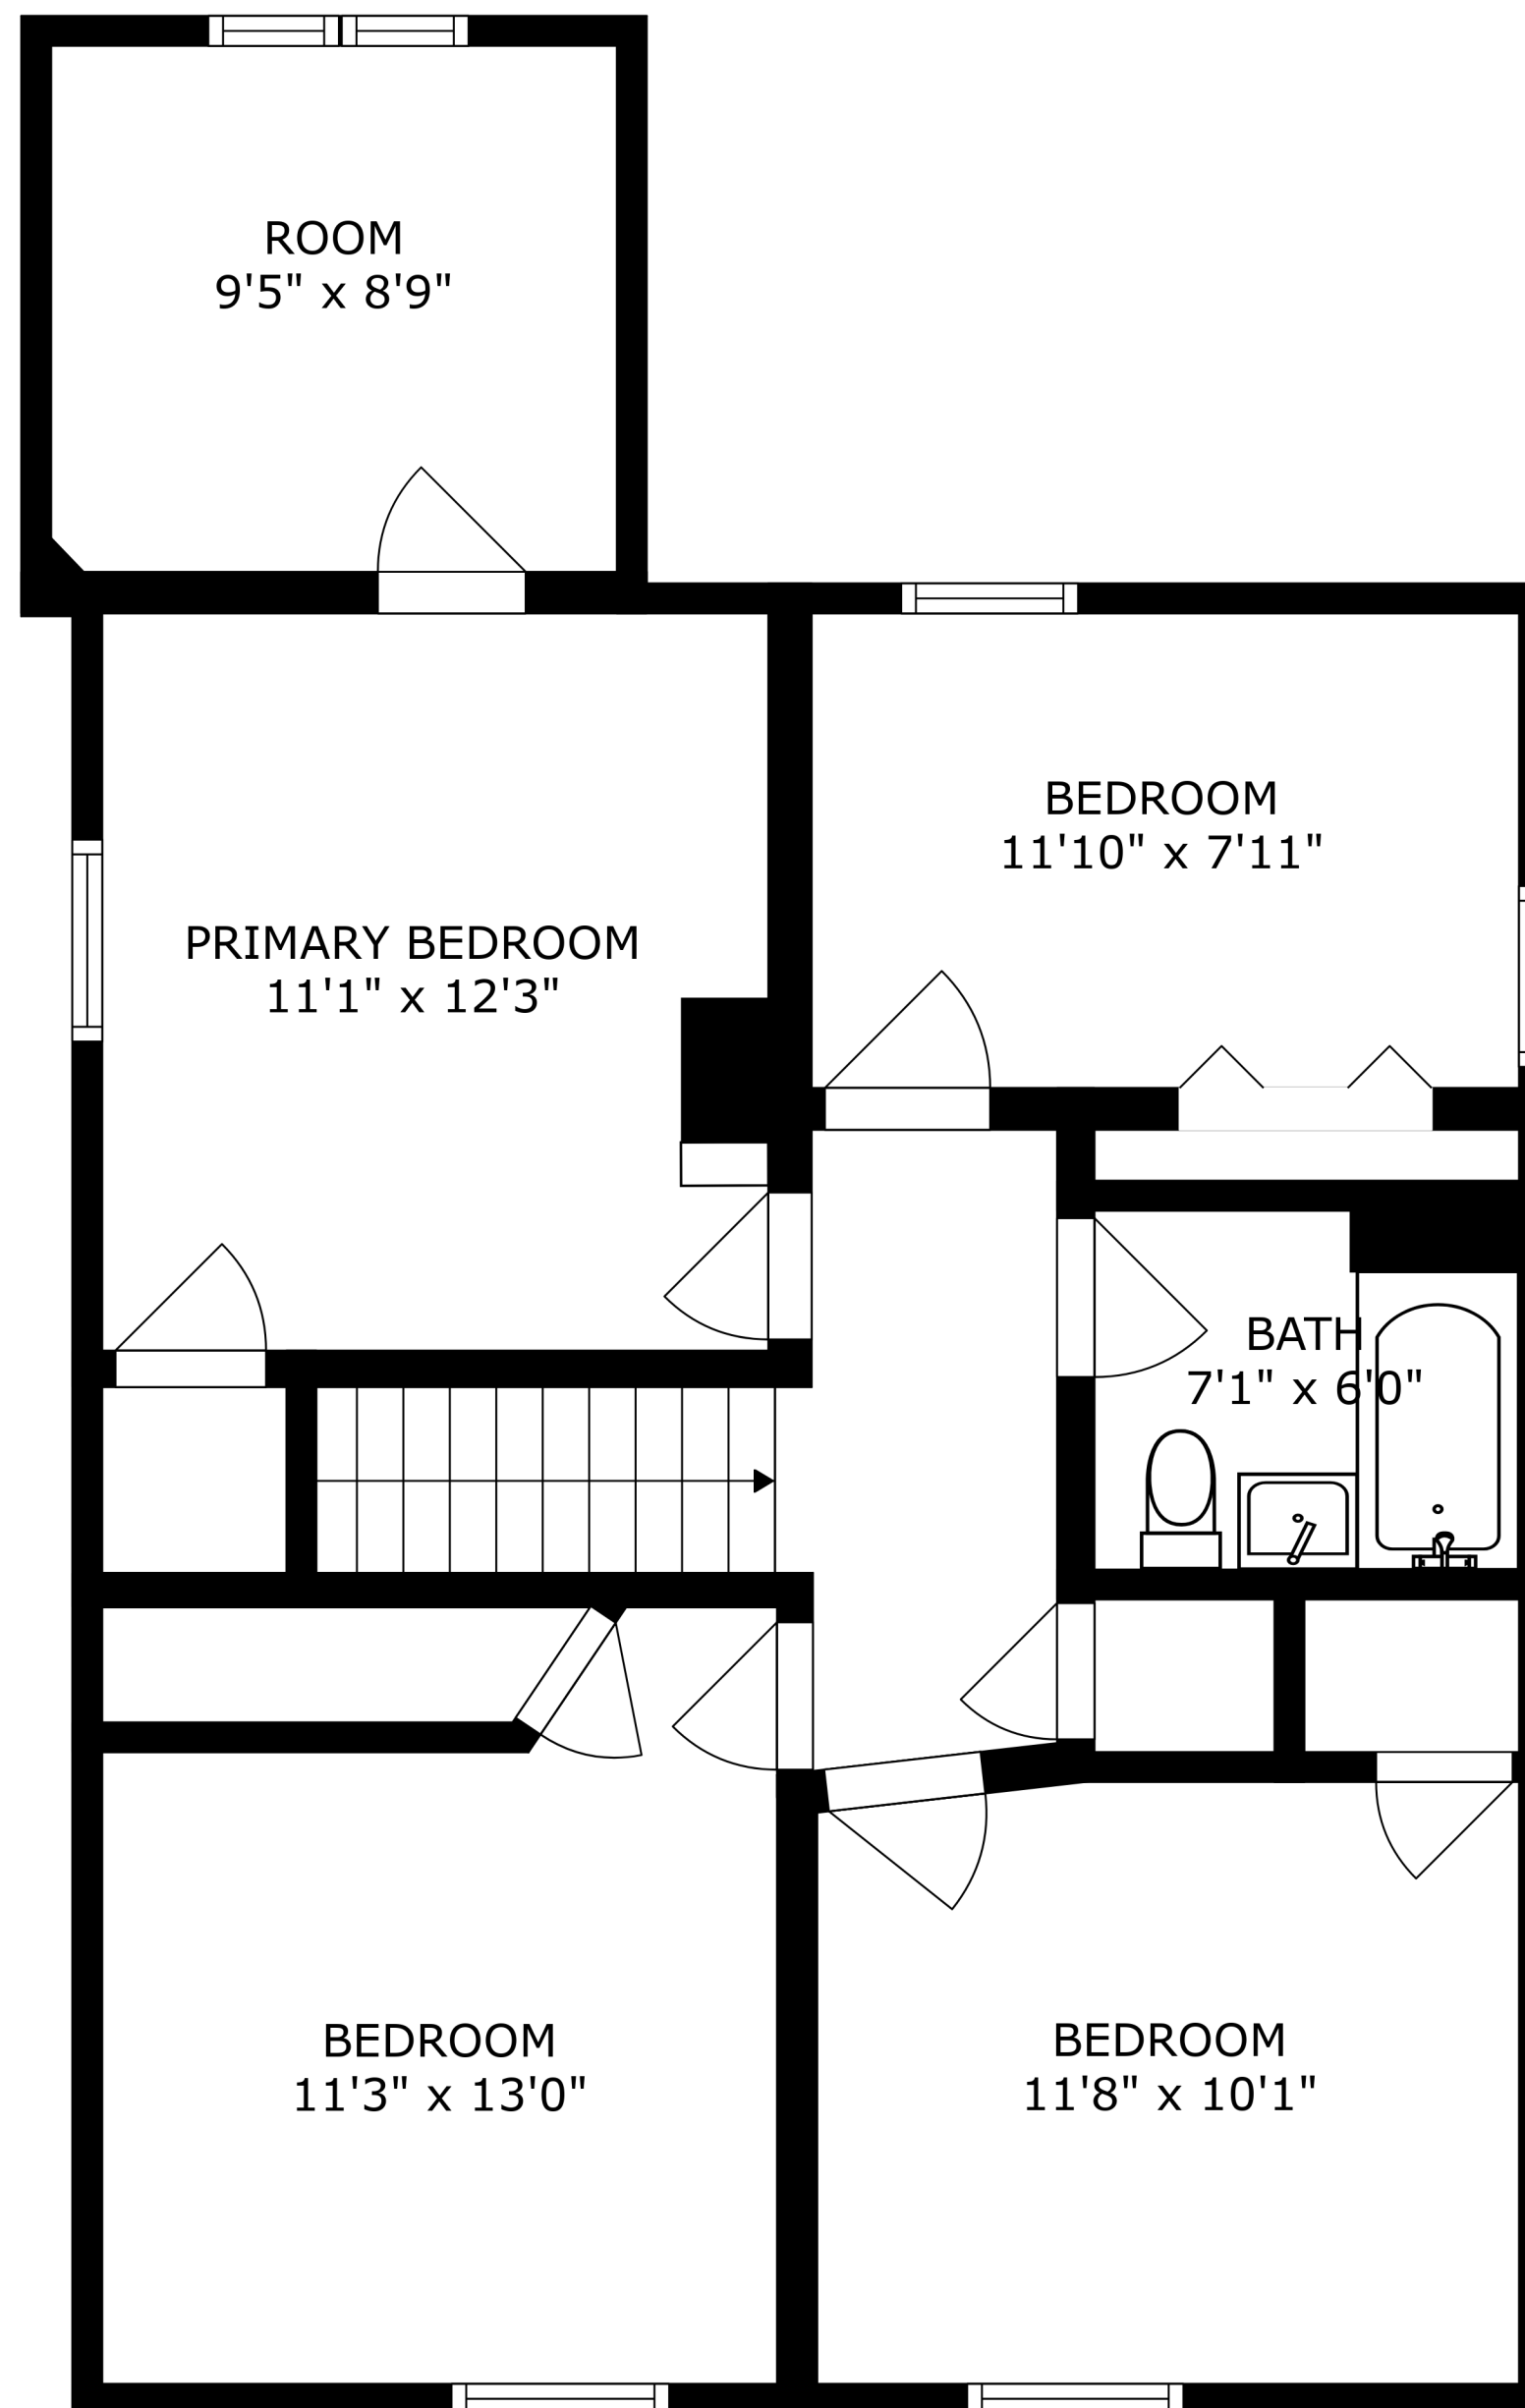 ROOM
9'5" x 8'9"
BEDROOM
11'10" x 7'11"
PRIMARY BEDROOM
11'1" x 12'3"
BATH
7'1" x 6'0"
BEDROOM
11'3" x 13'0"
BEDROOM
11'8" x 10'1"